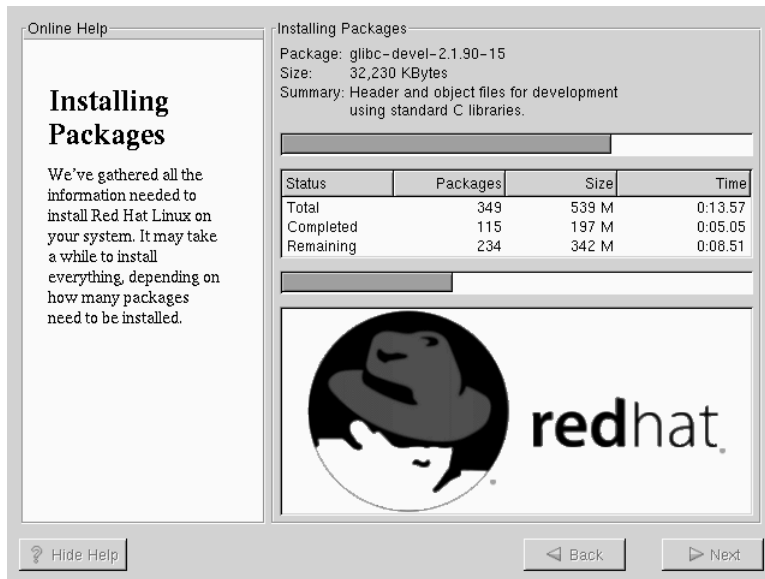 Online Help
Installing
Packages
We've gathered all the
information needed to
install Red Hat Linux on
your system. It may take
a while to install
everything, depending on
how many packages
need to be installed.
Installing Packages
Package: glibc-devel-2.1.90-15
Size: 32,230 KBytes
Summary: Header and object files for development
using standard C libraries.
Status Packages Size Time
Total 349 539 M 0:13.57
Completed 115 197 M 0:05.05
Remaining 234 342 M 0:08.51
redhat.
? Hide Help
Back
Next